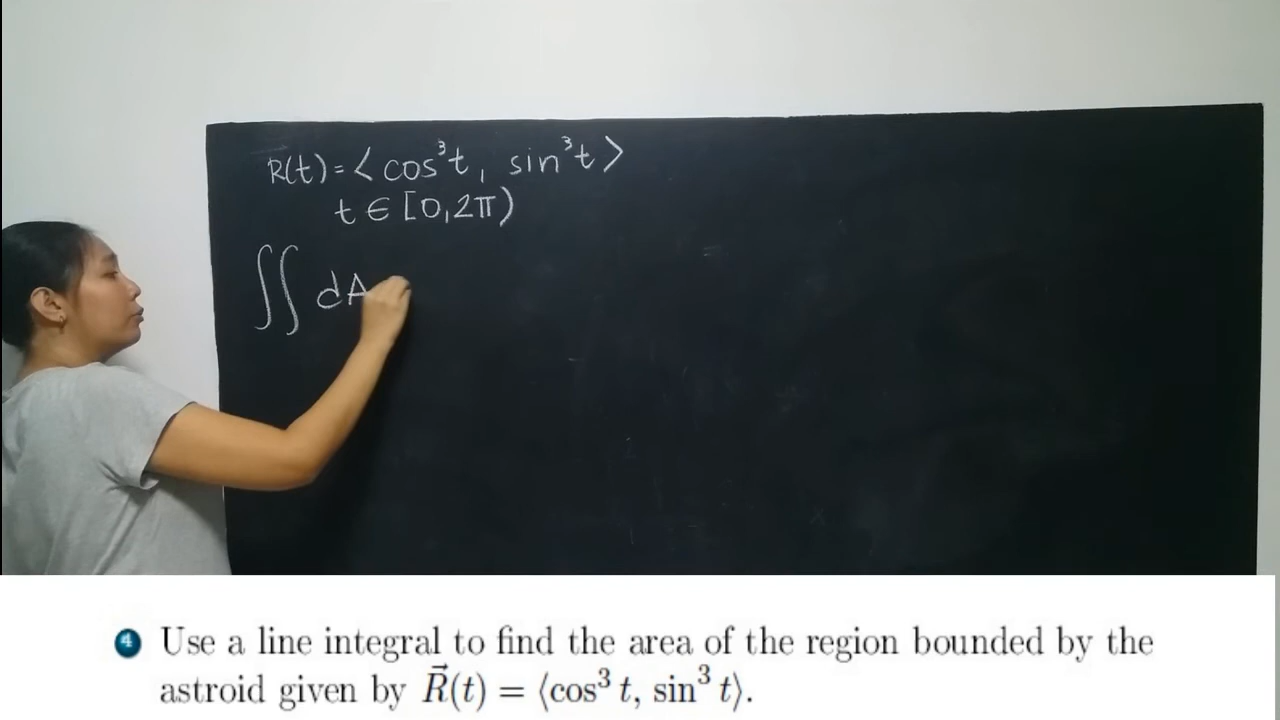 R(t)=⟨cos³t, sin³t⟩
t ∈ [0,2π)
∬ dA
4 Use a line integral to find the area of the region bounded by the
astroid given by R⃗(t) = ⟨cos³ t, sin³ t⟩.